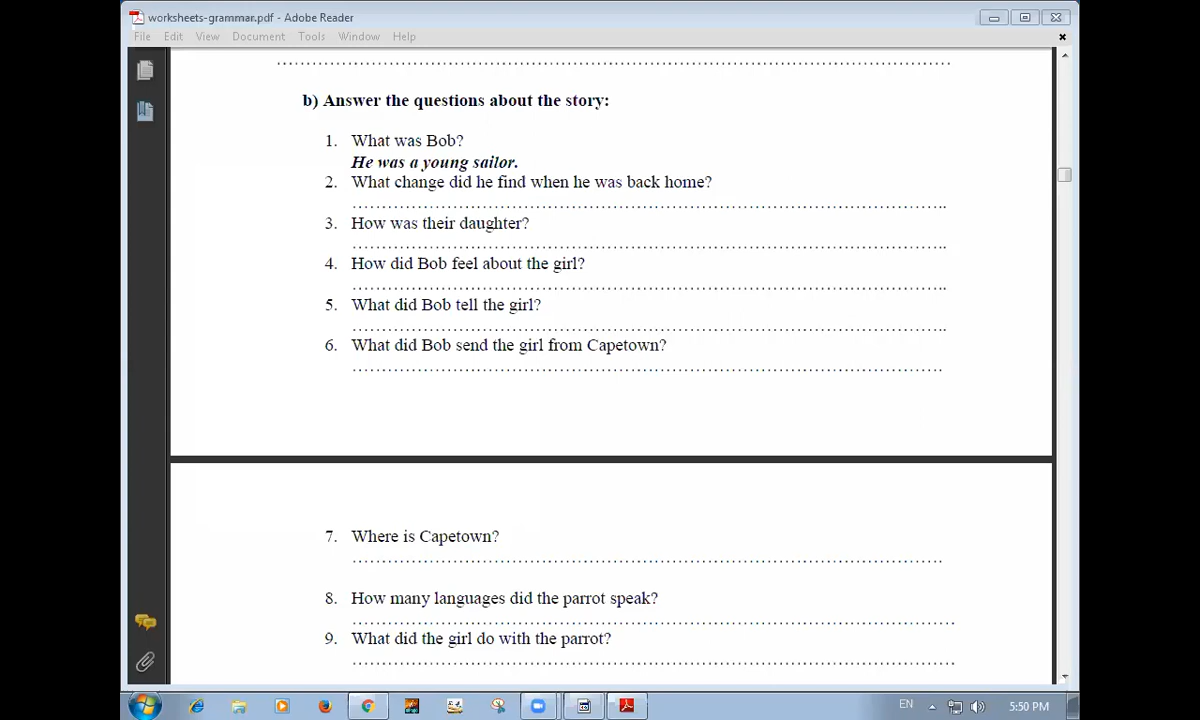 worksheets-grammar.pdf - Adobe Reader
File Edit View Document Tools Window Help
b) Answer the questions about the story:
1. What was Bob?
He was a young sailor.
2. What change did he find when he was back home?
3. How was their daughter?
4. How did Bob feel about the girl?
5. What did Bob tell the girl?
6. What did Bob send the girl from Capetown?
7. Where is Capetown?
8. How many languages did the parrot speak?
9. What did the girl do with the parrot?
EN 5:50 PM